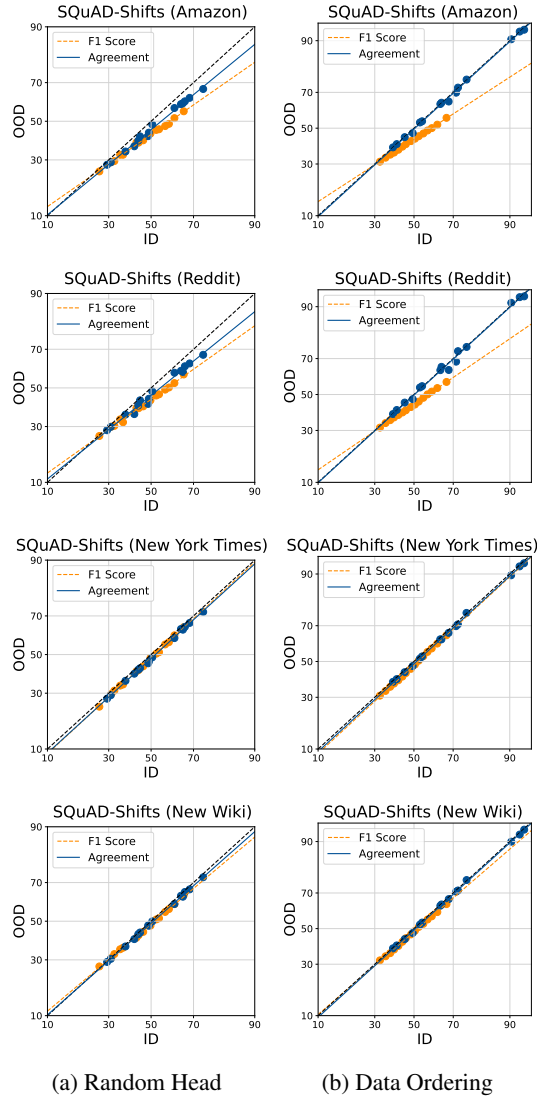 SQuAD-Shifts (Amazon)
90
70
50
30
10
OOD
F1 Score
Agreement
10
30
50
70
90
ID
SQuAD-Shifts (Amazon)
90
70
50
30
10
OOD
F1 Score
Agreement
10
30
50
70
90
ID
SQuAD-Shifts (Reddit)
90
70
50
30
10
OOD
F1 Score
Agreement
10
30
50
70
90
ID
SQuAD-Shifts (Reddit)
90
70
50
30
10
OOD
F1 Score
Agreement
10
30
50
70
90
ID
SQuAD-Shifts (New York Times)
90
70
50
30
10
OOD
F1 Score
Agreement
10
30
50
70
90
ID
SQuAD-Shifts (New York Times)
90
70
50
30
10
OOD
F1 Score
Agreement
10
30
50
70
90
ID
SQuAD-Shifts (New Wiki)
90
70
50
30
10
OOD
F1 Score
Agreement
10
30
50
70
90
ID
SQuAD-Shifts (New Wiki)
90
70
50
30
10
OOD
F1 Score
Agreement
10
30
50
70
90
ID
(a) Random Head
(b) Data Ordering